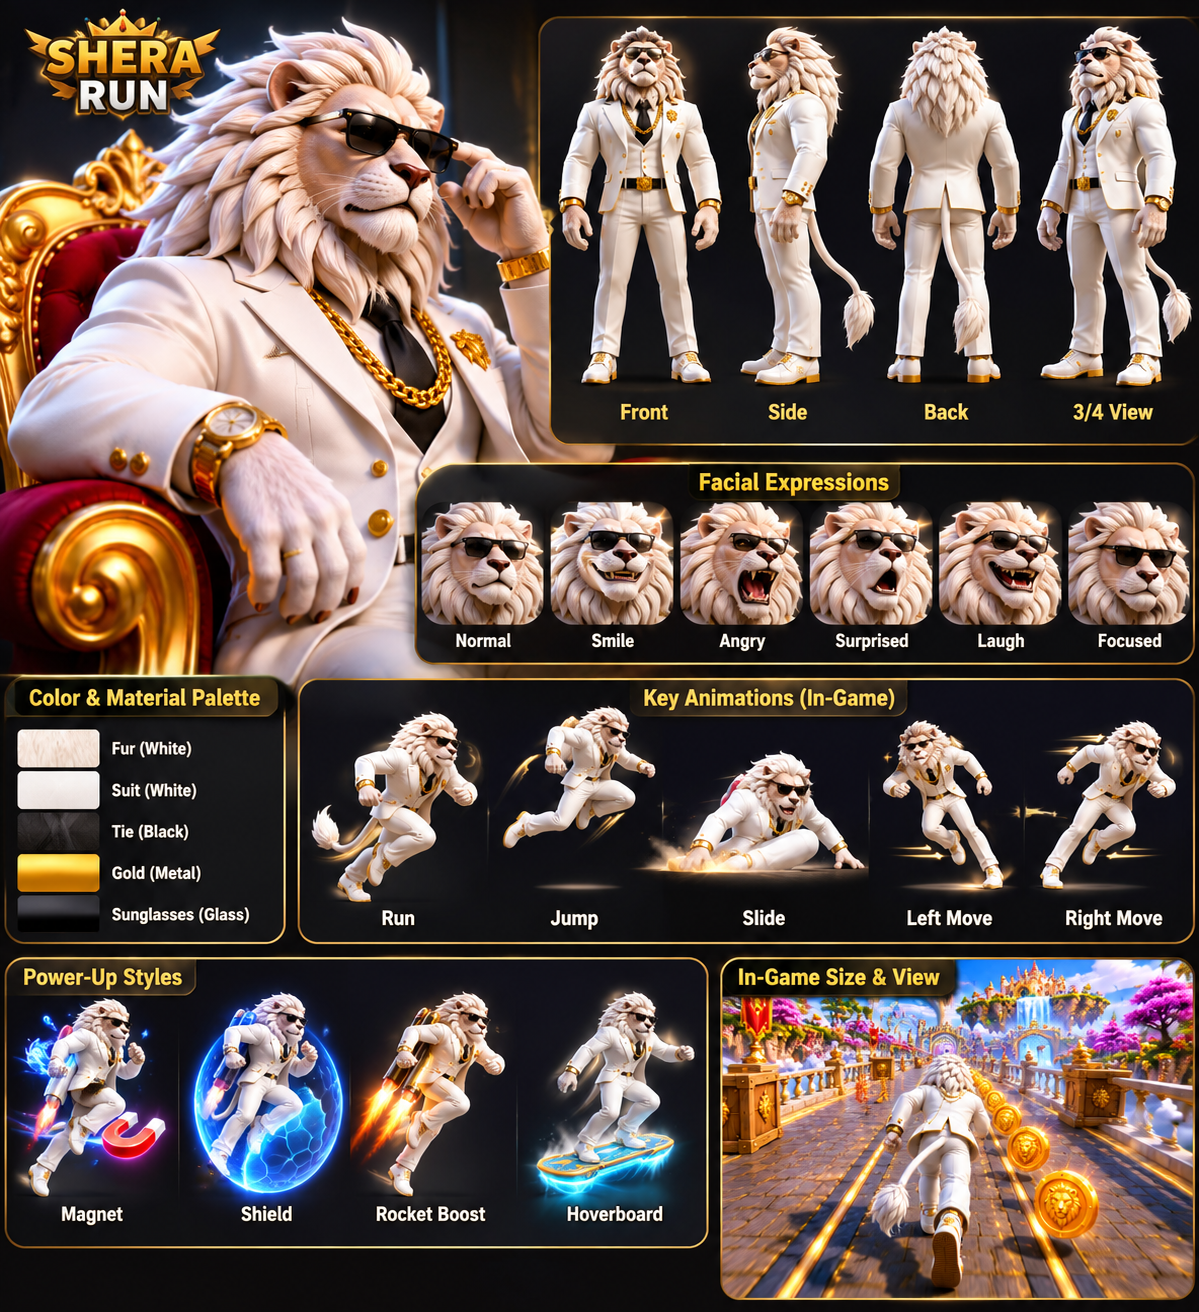 SHERA
RUN
Front
Side
Back
3/4 View
Facial Expressions
Normal
Smile
Angry
Surprised
Laugh
Focused
Color & Material Palette
Fur (White)
Suit (White)
Tie (Black)
Gold (Metal)
Sunglasses (Glass)
Key Animations (In-Game)
Run
Jump
Slide
Left Move
Right Move
Power-Up Styles
Magnet
Shield
Rocket Boost
Hoverboard
In-Game Size & View